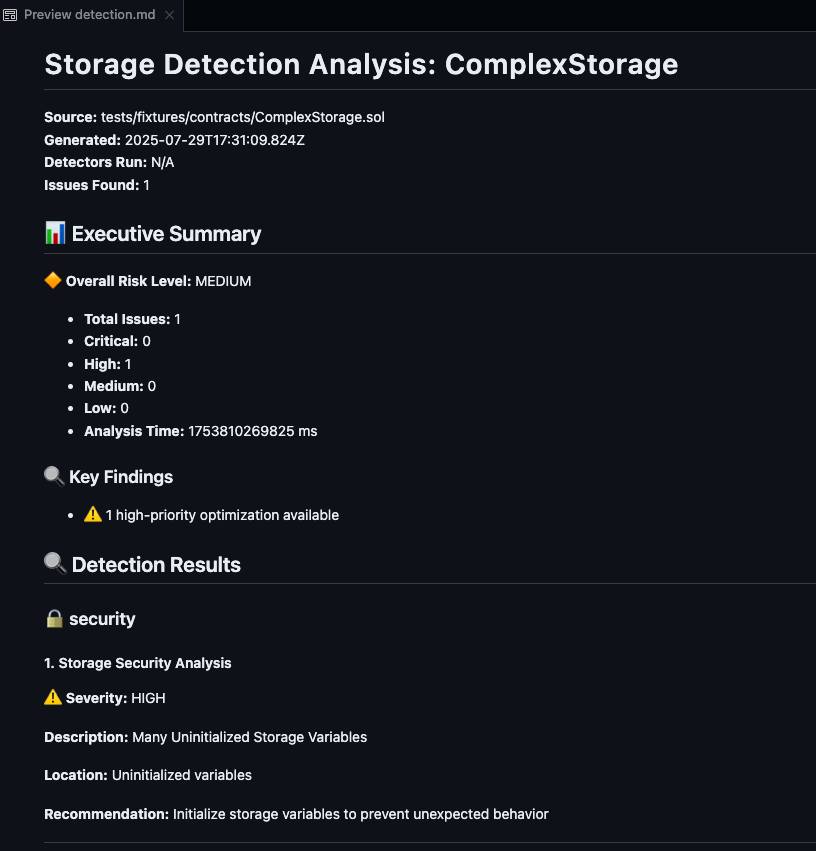 Preview detection.md
Storage Detection Analysis: ComplexStorage
Source: tests/fixtures/contracts/ComplexStorage.sol
Generated: 2025-07-29T17:31:09.824Z
Detectors Run: N/A
Issues Found: 1
📊 Executive Summary
🔶 Overall Risk Level: MEDIUM
• Total Issues: 1
• Critical: 0
• High: 1
• Medium: 0
• Low: 0
• Analysis Time: 1753810269825 ms
🔍 Key Findings
• ⚠️ 1 high-priority optimization available
🔍 Detection Results
🔒 security
1. Storage Security Analysis
⚠️ Severity: HIGH
Description: Many Uninitialized Storage Variables
Location: Uninitialized variables
Recommendation: Initialize storage variables to prevent unexpected behavior